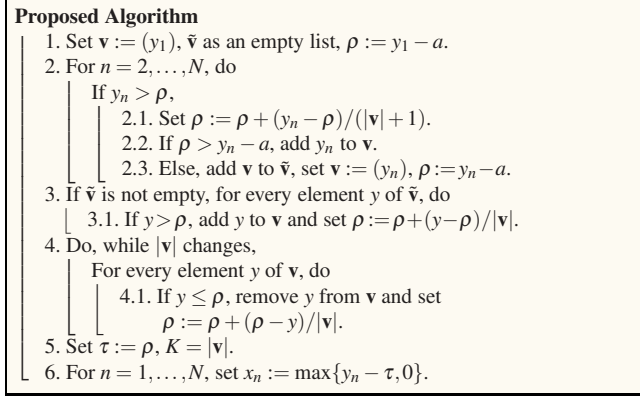 Proposed Algorithm
1. Set v := (y₁), ṽ as an empty list, ρ := y₁ − a.
2. For n = 2,...,N, do
If yₙ > ρ,
2.1. Set ρ := ρ + (yₙ − ρ)/(|v| + 1).
2.2. If ρ > yₙ − a, add yₙ to v.
2.3. Else, add v to ṽ, set v := (yₙ), ρ := yₙ − a.
3. If ṽ is not empty, for every element y of ṽ, do
3.1. If y > ρ, add y to v and set ρ := ρ + (y − ρ)/|v|.
4. Do, while |v| changes,
For every element y of v, do
4.1. If y ≤ ρ, remove y from v and set
ρ := ρ + (ρ − y)/|v|.
5. Set τ := ρ, K = |v|.
6. For n = 1,...,N, set xₙ := max{yₙ − τ, 0}.